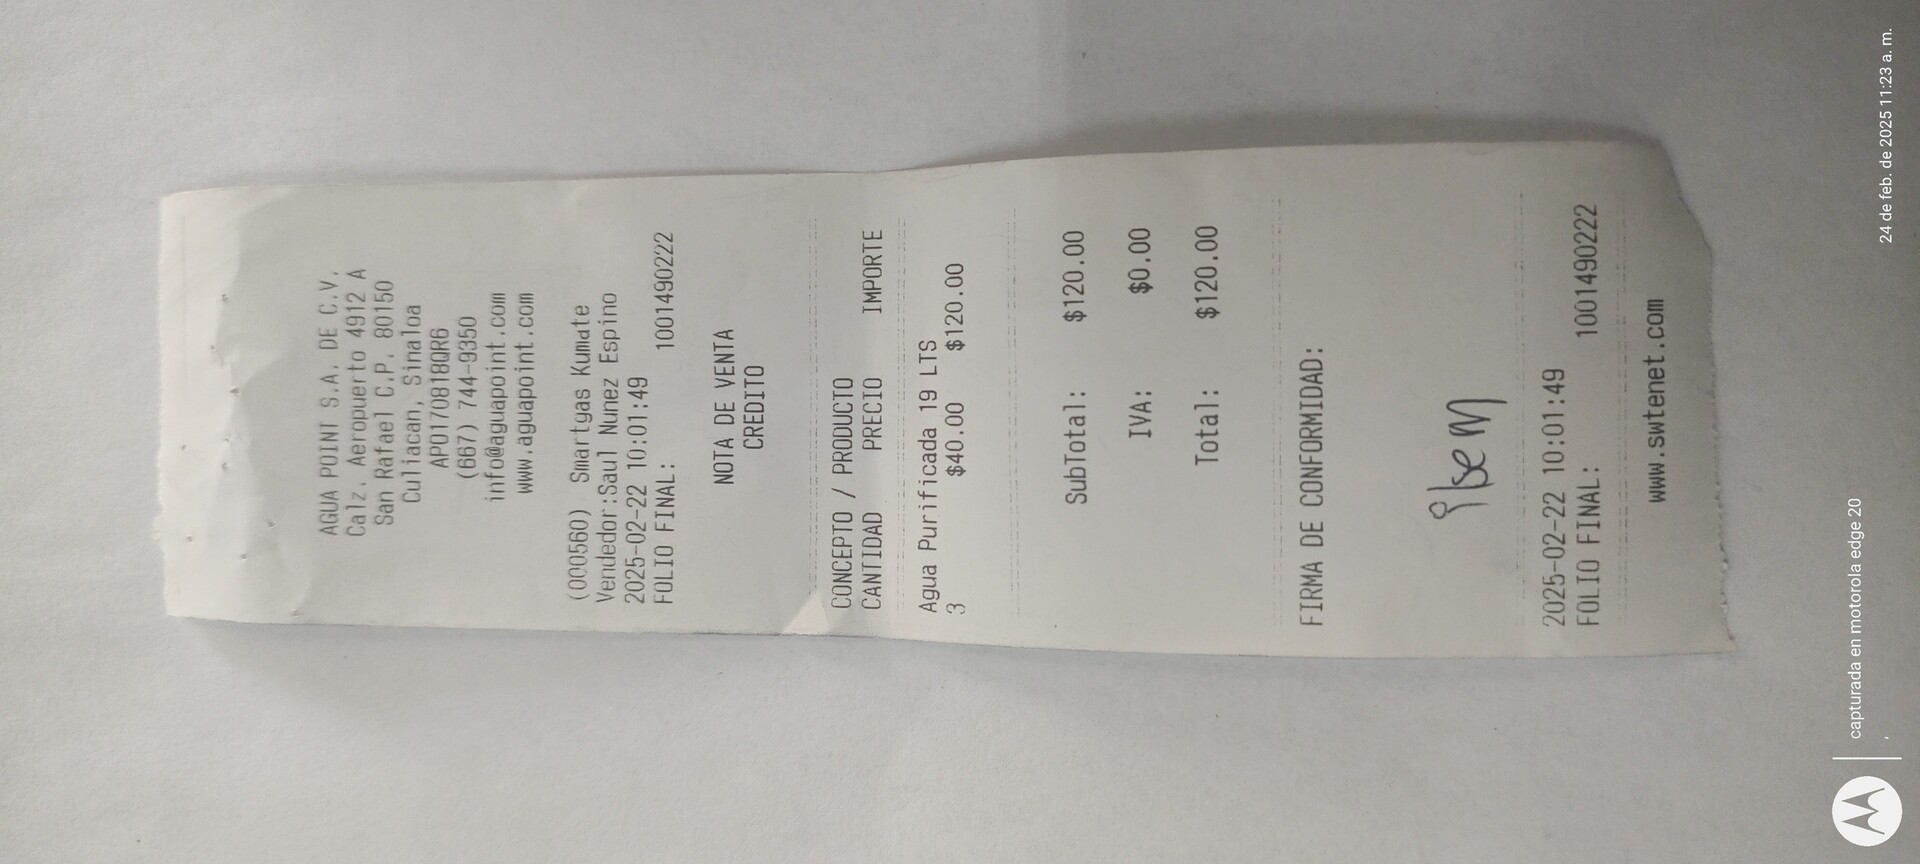 AGUA POINT S.A. DE C.V.
Calz. Aeropuerto 4912 A
San Rafael C.P. 80150
Culiacan, Sinaloa
APO170818QR6
(667) 744-9350
info@aguapoint.com
www.aguapoint.com
(000560), Smartgas Kumate
Vendedor:Saul Nunez Espino
2025-02-22 10:01:49
FOLIO FINAL: 1001490222
NOTA DE VENTA
CREDITO
CONCEPTO / PRODUCTO
CANTIDAD PRECIO IMPORTE
Agua Purificada 19 LTS
3 $40.00 $120.00
SubTotal: $120.00
IVA: $0.00
Total: $120.00
FIRMA DE CONFORMIDAD:
2025-02-22 10:01:49
FOLIO FINAL: 1001490222
www.swtenet.com
capturada en motorola edge 20
24 de feb. de 2025 11:23 a. m.